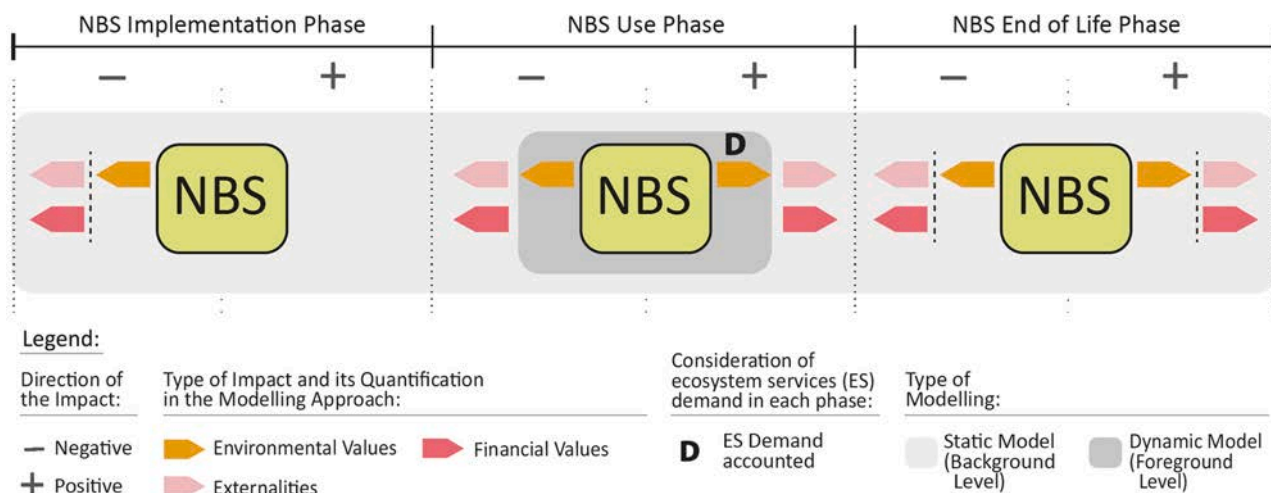 NBS Implementation Phase
NBS Use Phase
NBS End of Life Phase
− +
− +
− +
D
NBS
NBS
NBS
Legend:
Direction of
the Impact:
− Negative
+ Positive
Type of Impact and its Quantification
in the Modelling Approach:
Environmental Values
Financial Values
Externalities
Consideration of
ecosystem services (ES)
demand in each phase:
D ES Demand
accounted
Type of
Modelling:
Static Model
(Background
Level)
Dynamic Model
(Foreground
Level)